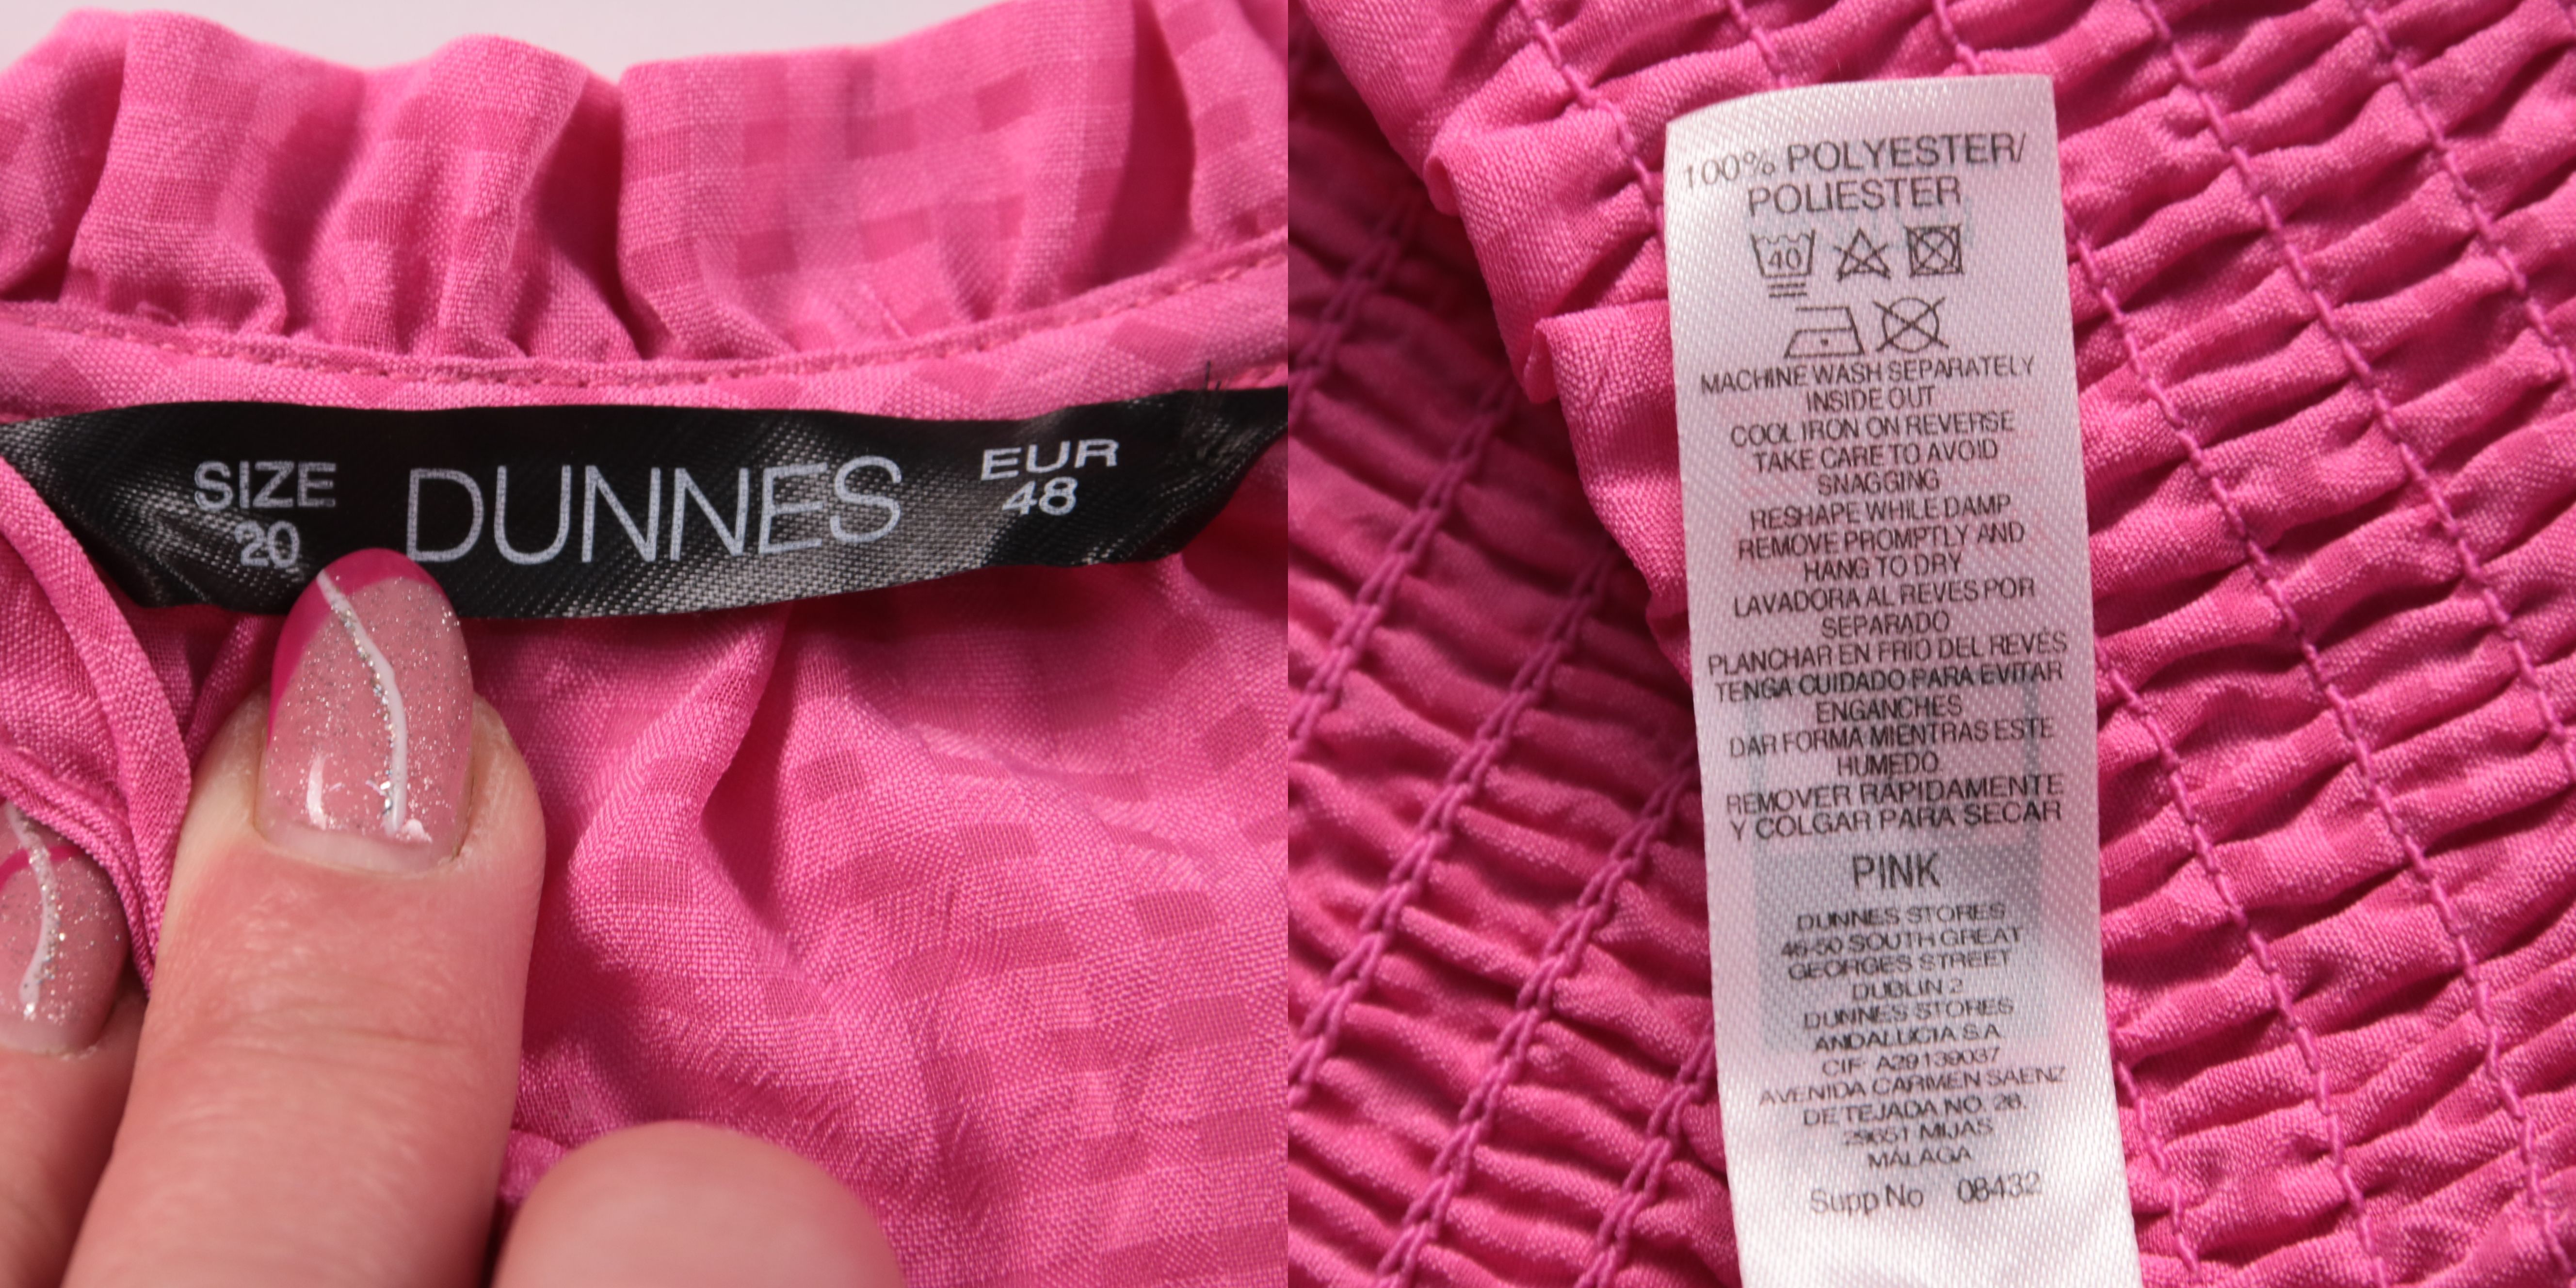 SIZE
20
DUNNES
EUR
48
100% POLYESTER/
POLIESTER
40
MACHINE WASH SEPARATELY
INSIDE OUT
COOL IRON ON REVERSE
TAKE CARE TO AVOID
SNAGGING
RESHAPE WHILE DAMP
REMOVE PROMPTLY AND
HANG TO DRY
LAVADORA AL REVES POR
SEPARADO
PLANCHAR EN FRIO DEL REVES
TENGA CUIDADO PARA EVITAR
ENGANCHES
DAR FORMA MIENTRAS ESTE
HUMEDO
REMOVER RAPIDAMENTE
Y COLGAR PARA SECAR
PINK
DUNNES STORES
46-50 SOUTH GREAT
GEORGES STREET
DUBLIN 2
DUNNES STORES
ANDALUCIA S.A.
CIF: A29139037
AVENIDA CARMEN SAENZ
DE TEJADA NO. 26.
29651 MIJAS
MALAGA
Supp No 08432